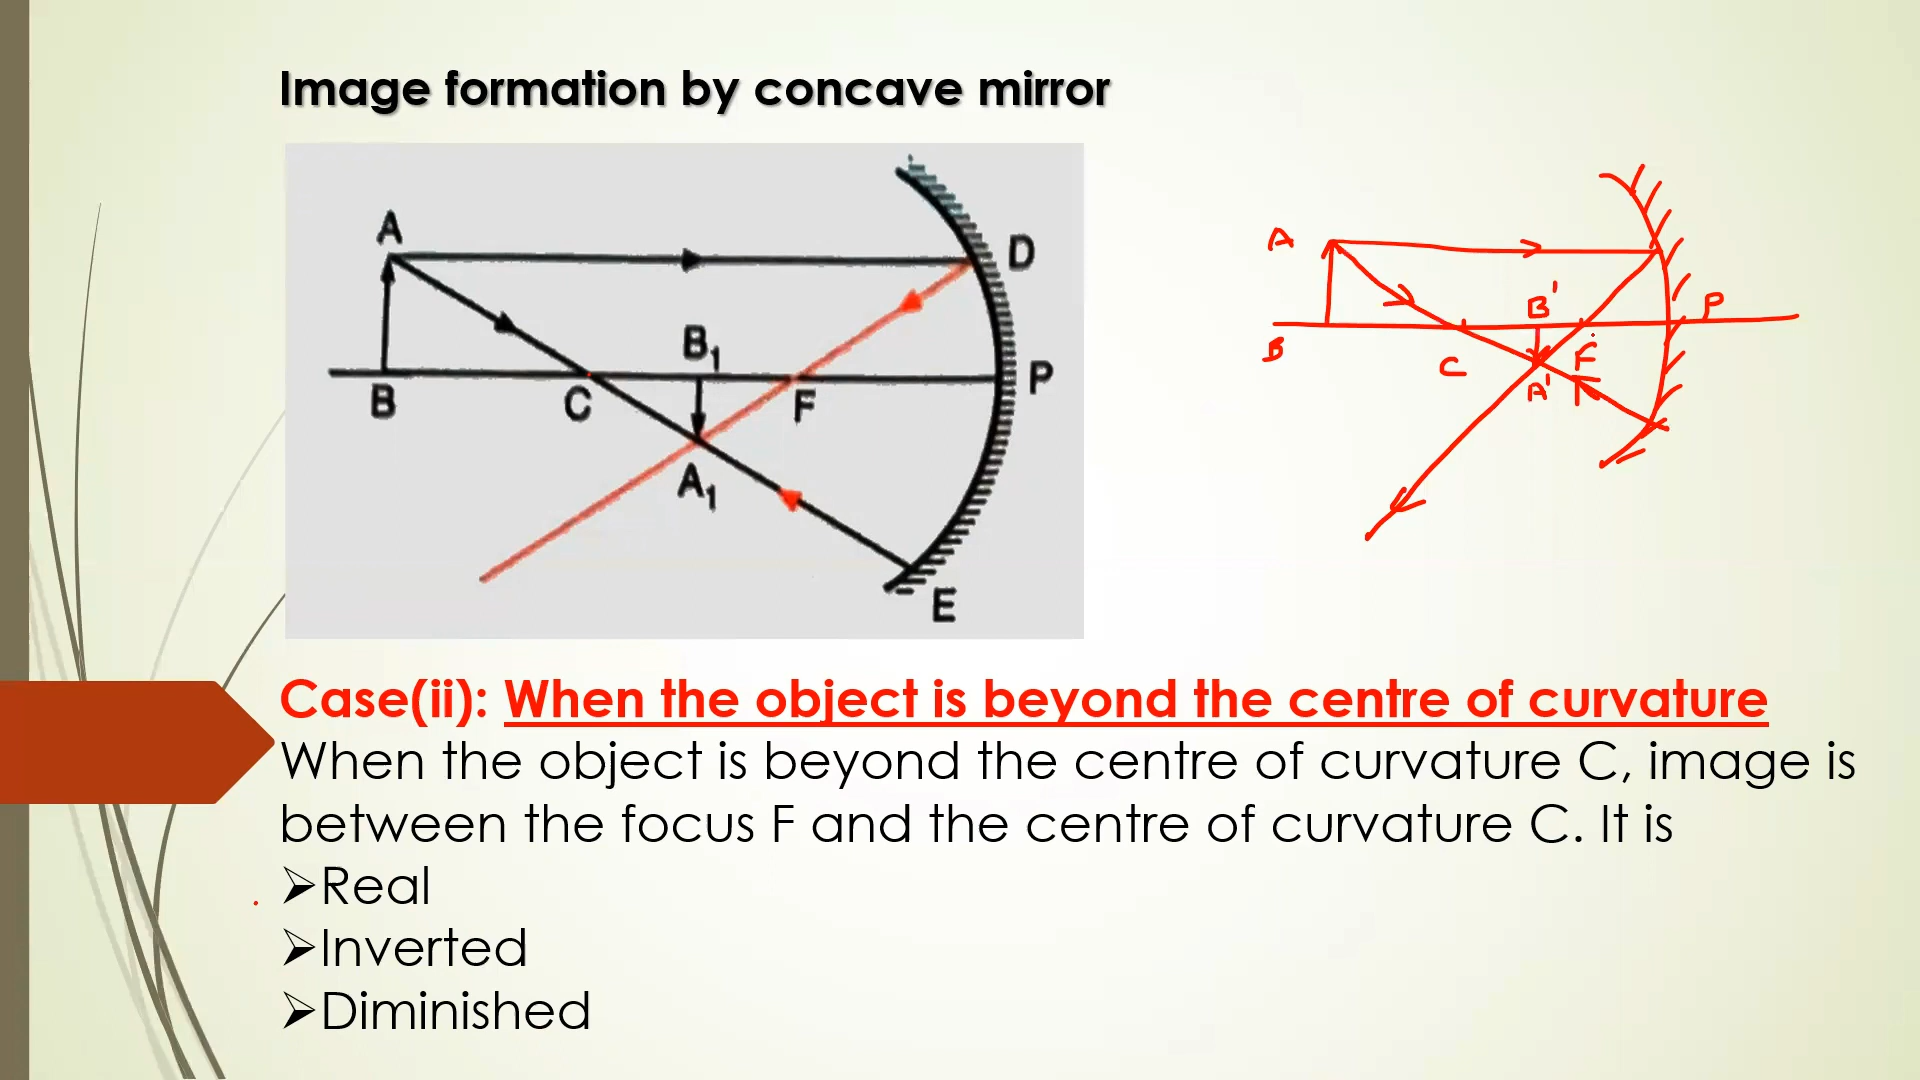 Image formation by concave mirror
A
D
B₁
B
C
F
P
A₁
E
A
B'
P
B
C
F
A'
Case(ii): When the object is beyond the centre of curvature
When the object is beyond the centre of curvature C, image is
between the focus F and the centre of curvature C. It is
➢Real
➢Inverted
➢Diminished